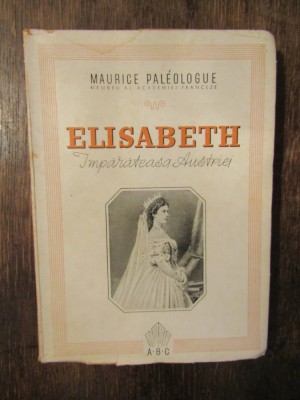 MAURICE PALÉOLOGUE
MEMBRU AL ACADEMIEI FRANCEZE
ELISABETH
Împărăteasa Austriei
A·B·C